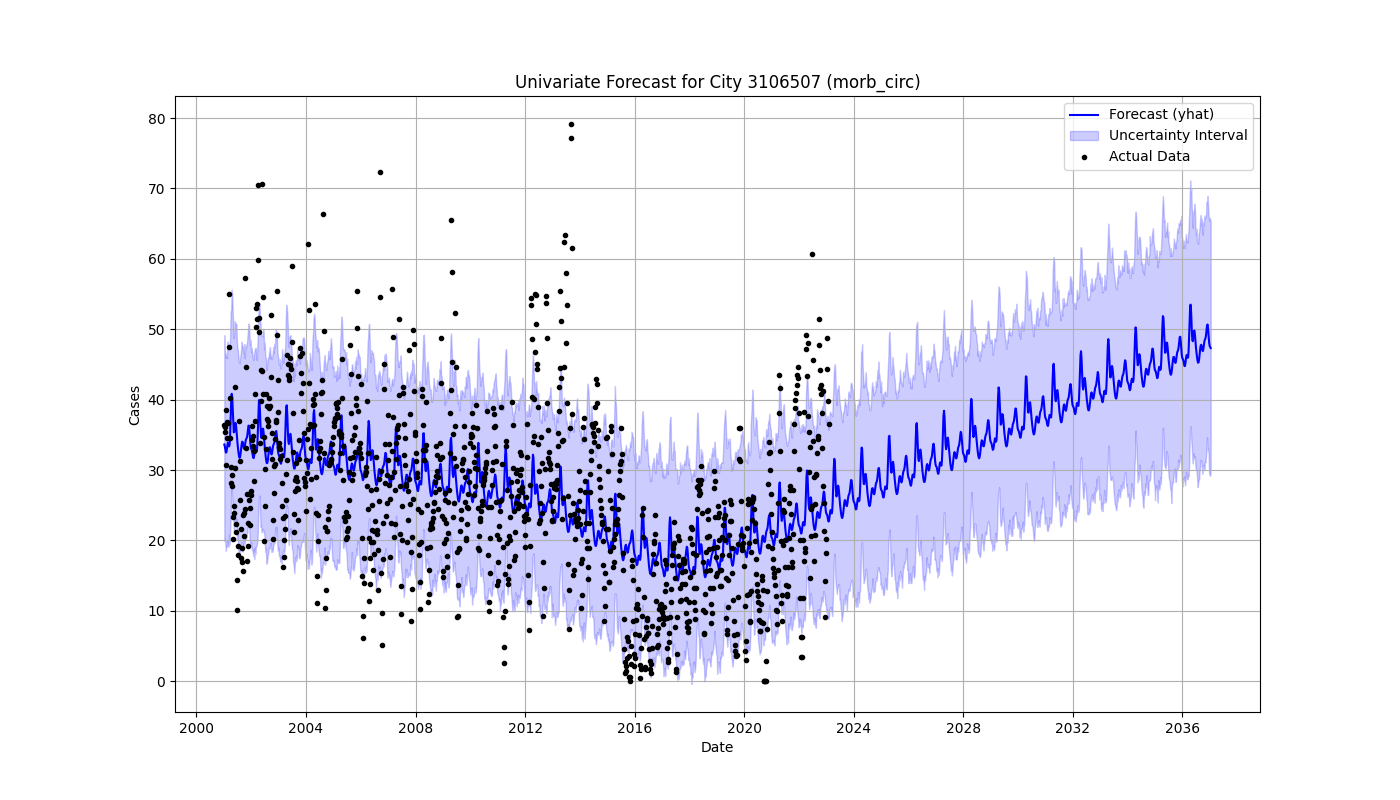 Univariate Forecast for City 3106507 (morb_circ)
Forecast (yhat)
Uncertainty Interval
Actual Data
80
70
60
50
40
30
20
10
0
Cases
2000 2004 2008 2012 2016 2020 2024 2028 2032 2036
Date